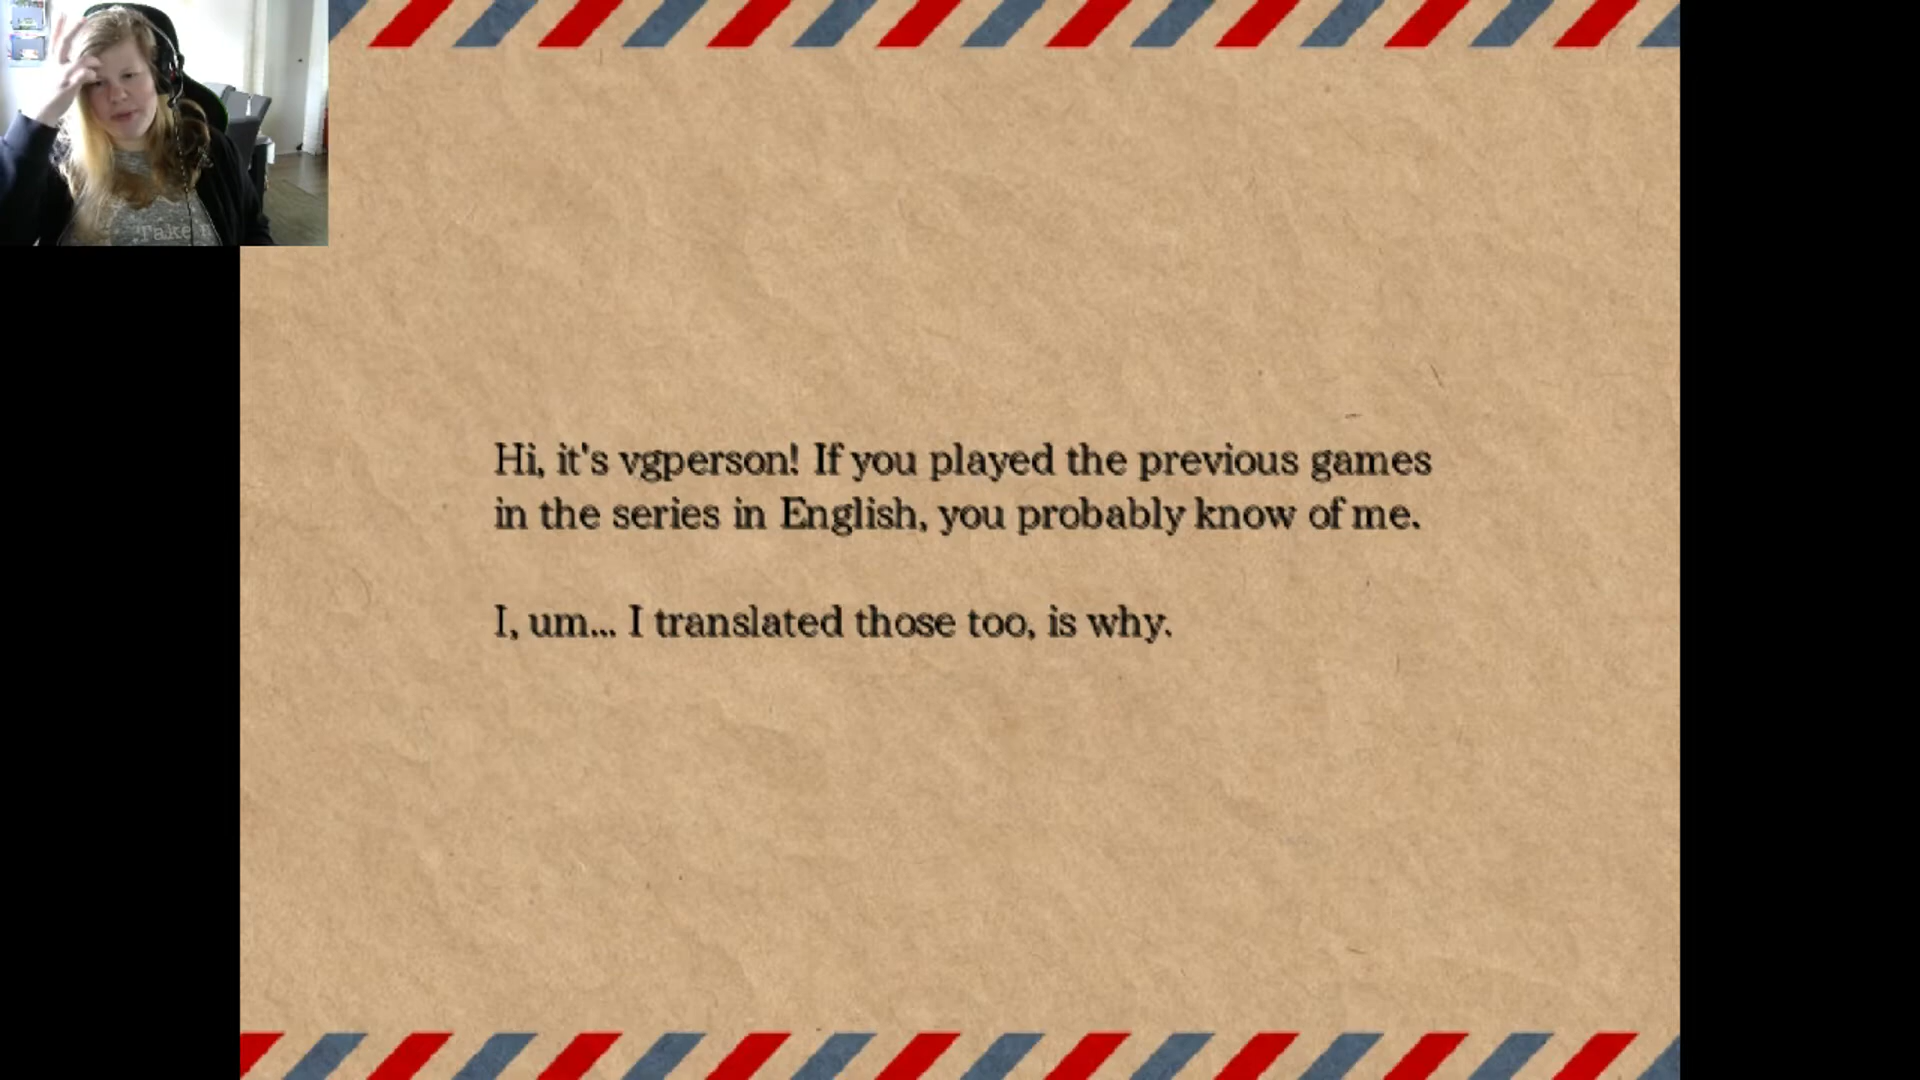 Take
Hi, it's vgperson! If you played the previous games
in the series in English, you probably know of me.
I, um... I translated those too, is why.